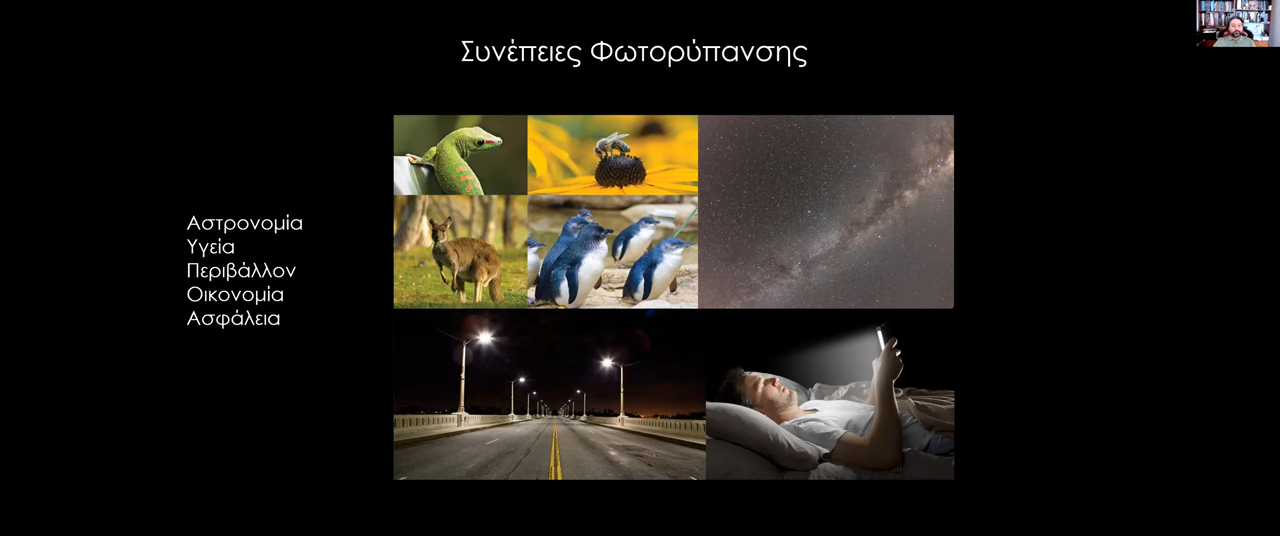 Συνέπειες Φωτορύπανσης
Αστρονομία
Υγεία
Περιβάλλον
Οικονομία
Ασφάλεια